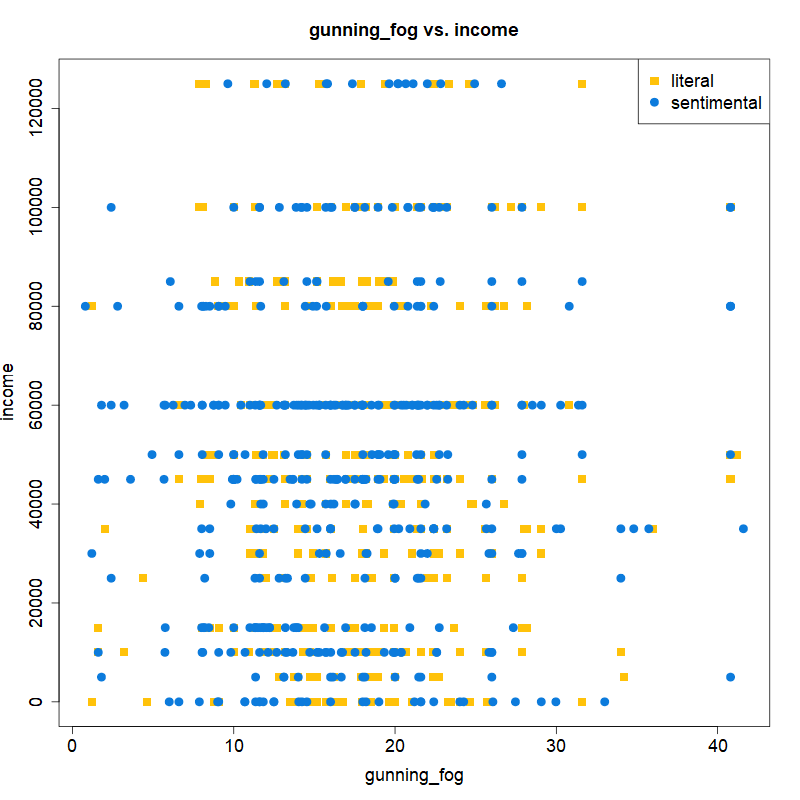 gunning_fog vs. income
literal
sentimental
120000
100000
80000
60000
40000
20000
0
income
0 10 20 30 40
gunning_fog